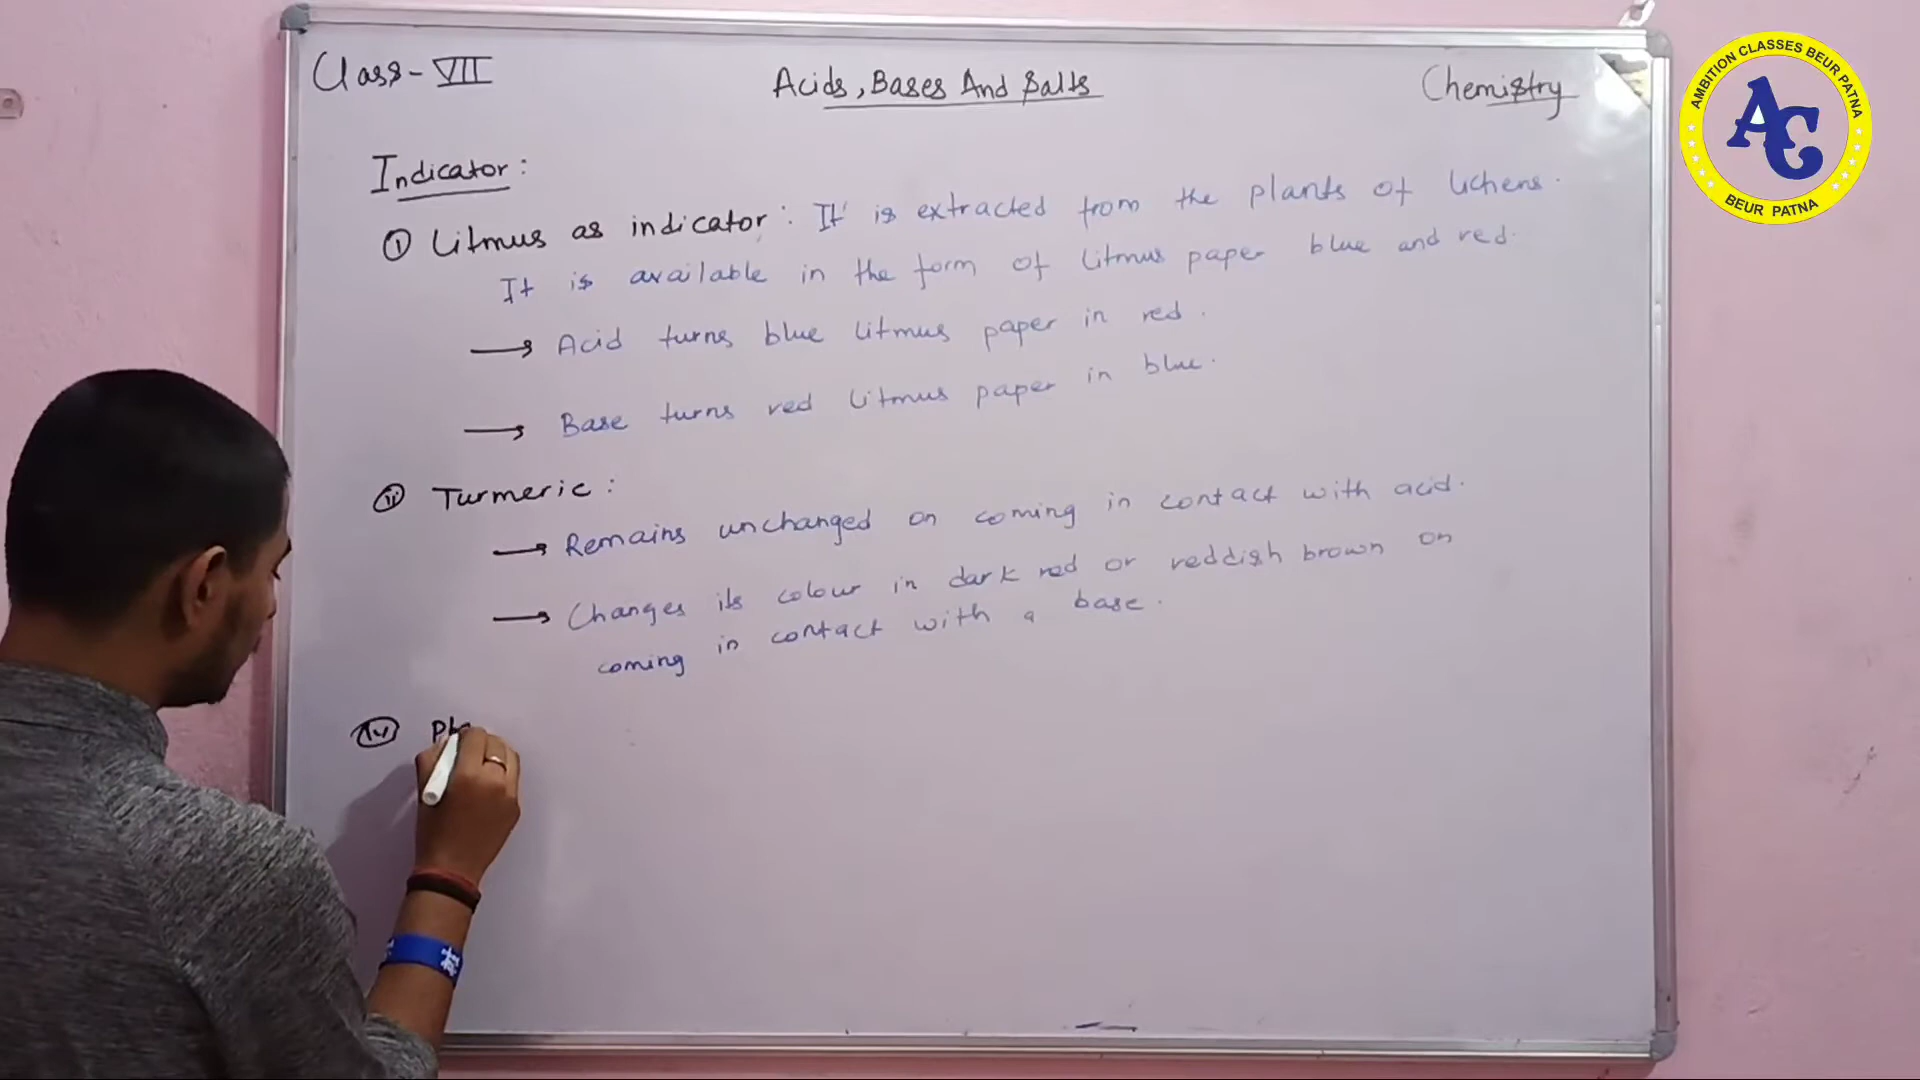 Class- VII
Acids, Bases And Salts
Chemistry
AMBITION CLASSES BEUR PATNA
AC
BEUR PATNA
Indicator:
(i) Litmus as indicator: It is extracted from the plants of lichens.
It is available in the form of litmus paper blue and red.
→ Acid turns blue litmus paper in red.
→ Base turns red litmus paper in blue.
(ii) Turmeric:
→ Remains unchanged on coming in contact with acid.
→ Changes its colour in dark red or reddish brown on
coming in contact with a base.